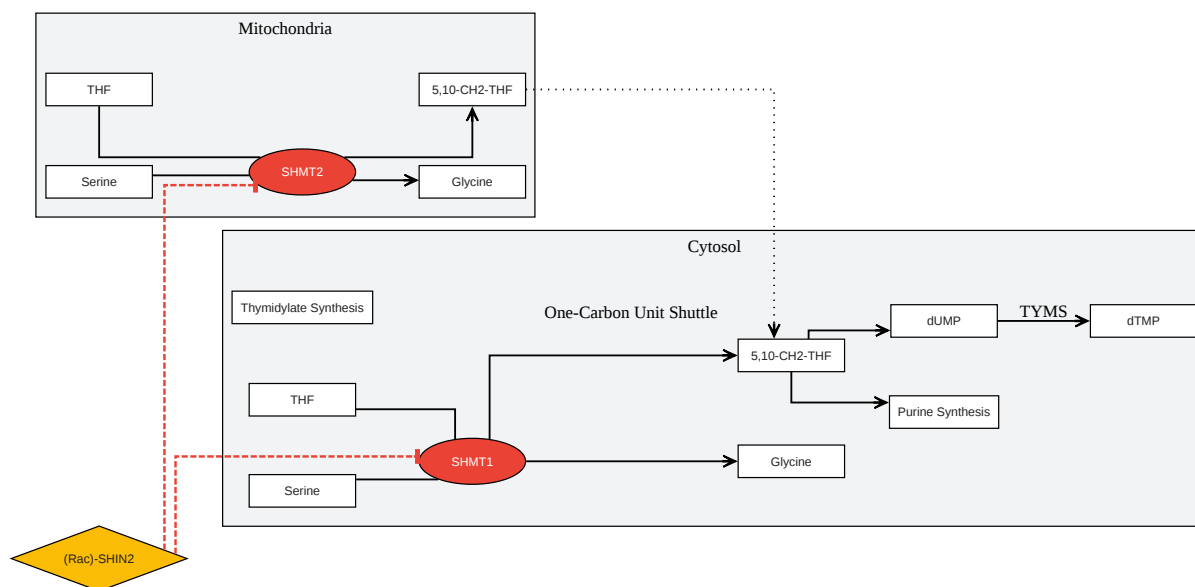 Mitochondria
THF
5,10-CH2-THF
SHMT2
Serine
Glycine
Cytosol
Thymidylate Synthesis
One-Carbon Unit Shuttle
TYMS
dUMP
dTMP
5,10-CH2-THF
THF
Purine Synthesis
SHMT1
Glycine
Serine
(Rac)-SHIN2